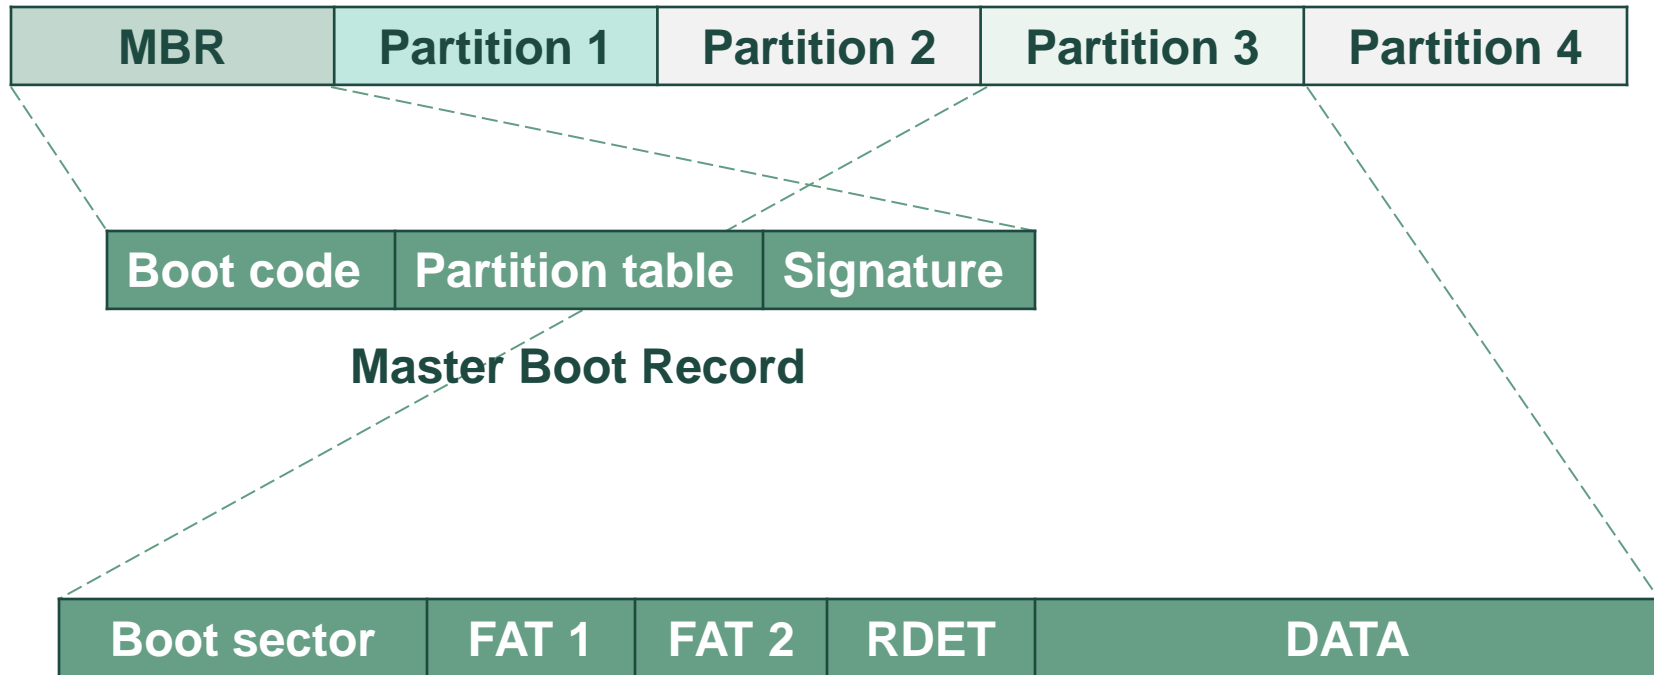 MBR Partition 1 Partition 2 Partition 3 Partition 4
Boot code Partition table Signature
Master Boot Record
Boot sector FAT 1 FAT 2 RDET DATA